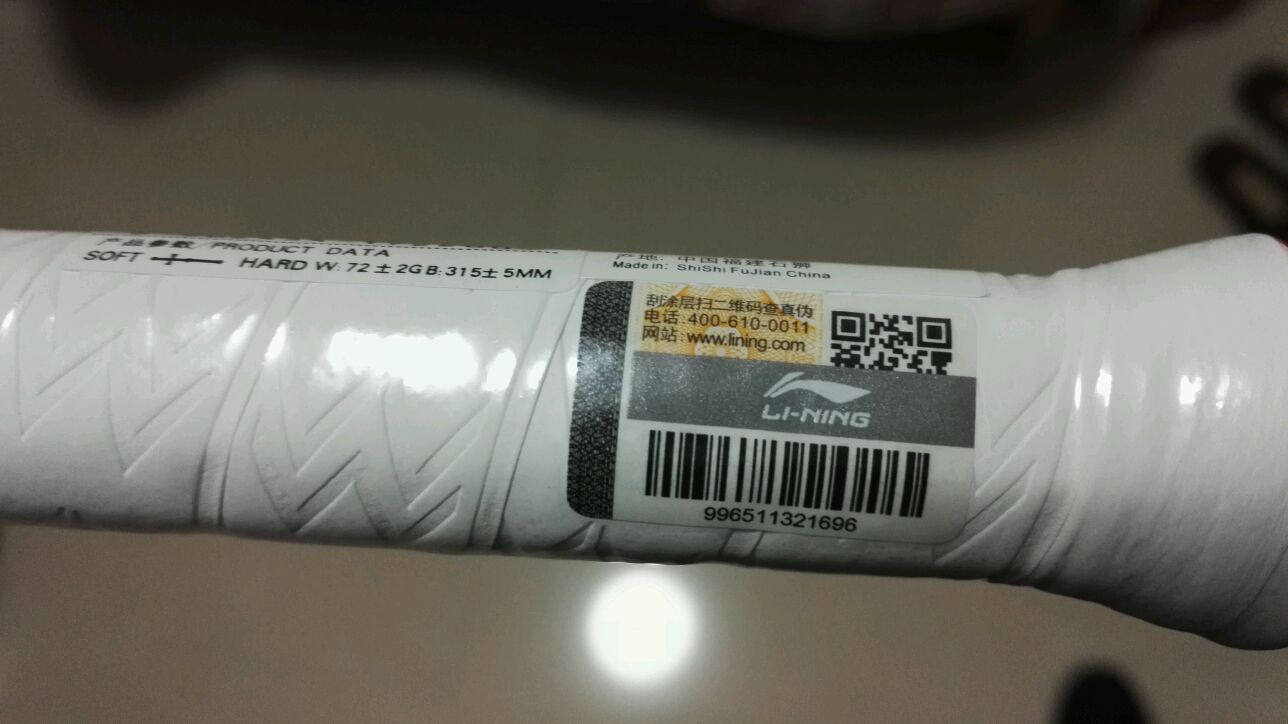 产品参数/PRODUCT DATA
SOFT HARD W:72±2G B:315±5MM
产地: 中国福建石狮
Made in: ShiShi FuJian China
刮涂层扫二维码查真伪
电话:400-610-0011
网站:www.lining.com
LI-NING
996511321696